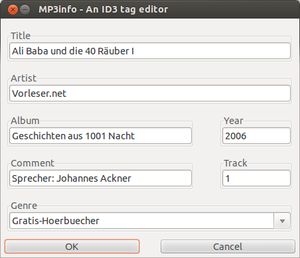 MP3info - An ID3 tag editor
Title
Ali Baba und die 40 Räuber I
Artist
Vorleser.net
Album Year
Geschichten aus 1001 Nacht 2006
Comment Track
Sprecher: Johannes Ackner 1
Genre
Gratis-Hoerbuecher
OK Cancel